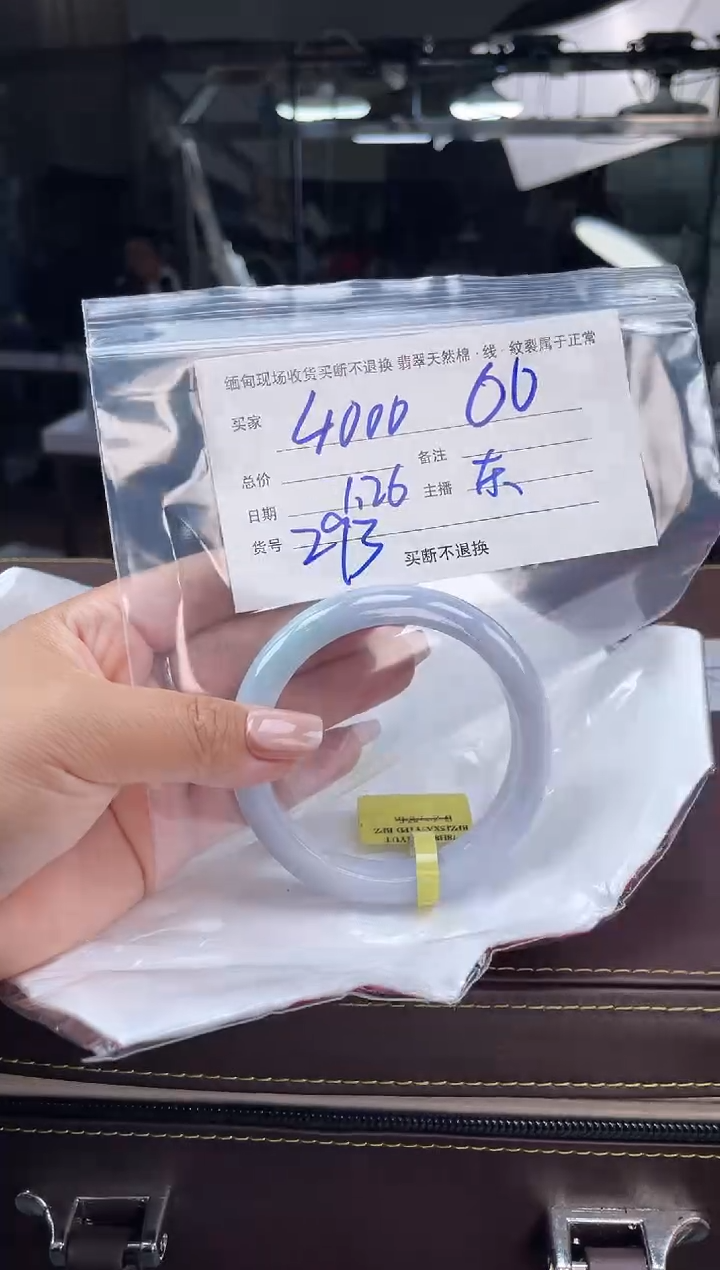 缅甸现场收货买断不退换 翡翠天然棉·线·紋裂属于正常
买家 4000 60
总价 备注
日期 1.26 主播 东、
货号 293 买断不退换